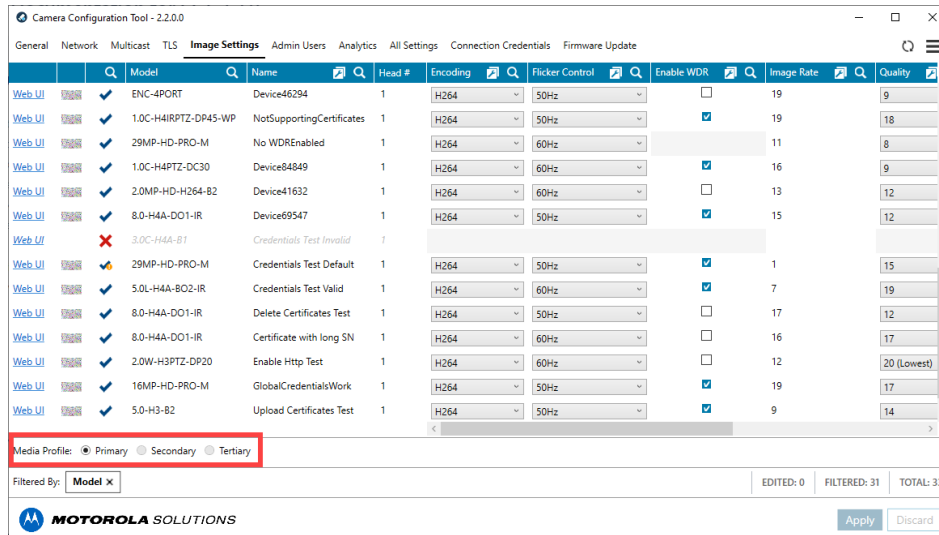 Camera Configuration Tool - 2.2.0.0
General Network Multicast TLS Image Settings Admin Users Analytics All Settings Connection Credentials Firmware Update
Model Name Head # Encoding Flicker Control Enable WDR Image Rate Quality
Web UI ENC-4PORT Device46294 1 H264 50Hz 19 9
Web UI 1.0C-H4IRPTZ-DP45-WP NotSupportingCertificates 1 H264 50Hz 19 18
Web UI 29MP-HD-PRO-M No WDREnabled 1 H264 60Hz 11 8
Web UI 1.0C-H4PTZ-DC30 Device84849 1 H264 60Hz 16 9
Web UI 2.0MP-HD-H264-B2 Device41632 1 H264 60Hz 13 12
Web UI 8.0-H4A-DO1-IR Device69547 1 H264 50Hz 15 12
Web UI 3.0C-H4A-B1 Credentials Test Invalid 1
Web UI 29MP-HD-PRO-M Credentials Test Default 1 H264 50Hz 1 15
Web UI 5.0L-H4A-BO2-IR Credentials Test Valid 1 H264 60Hz 7 19
Web UI 8.0-H4A-DO1-IR Delete Certificates Test 1 H264 60Hz 17 12
Web UI 8.0-H4A-DO1-IR Certificate with long SN 1 H264 60Hz 16 17
Web UI 2.0W-H3PTZ-DP20 Enable Http Test 1 H264 60Hz 12 20 (Lowest)
Web UI 16MP-HD-PRO-M GlobalCredentialsWork 1 H264 50Hz 19 17
Web UI 5.0-H3-B2 Upload Certificates Test 1 H264 50Hz 9 14
Media Profile: Primary Secondary Tertiary
Filtered By: Model × EDITED: 0 FILTERED: 31 TOTAL:
MOTOROLA SOLUTIONS Apply Discard